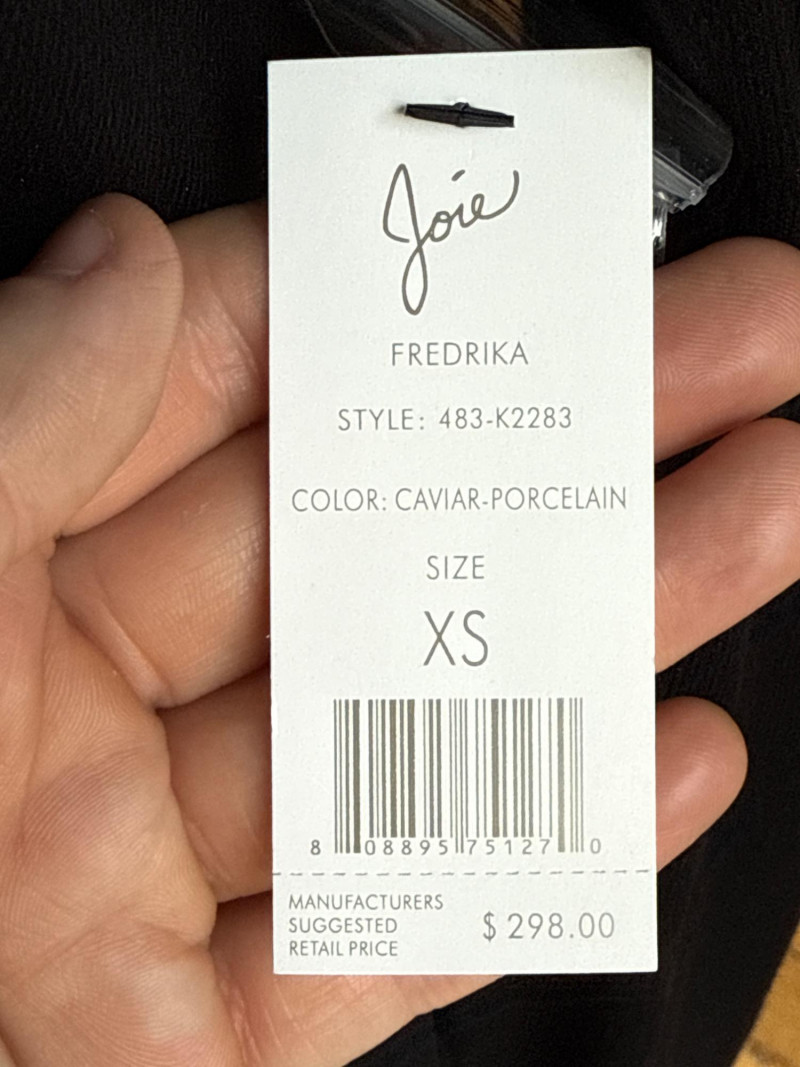 Joie
FREDRIKA
STYLE: 483-K2283
COLOR: CAVIAR-PORCELAIN
SIZE
XS
8 08895 75127 0
MANUFACTURERS
SUGGESTED
RETAIL PRICE
$ 298.00